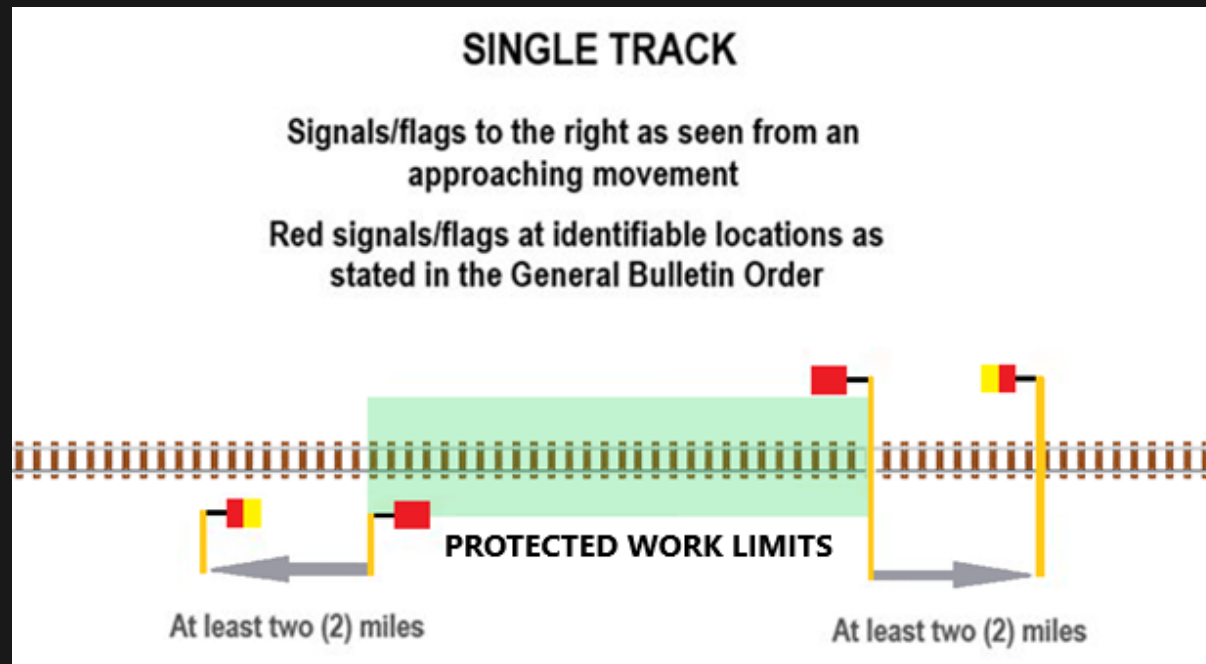 SINGLE TRACK
Signals/flags to the right as seen from an
approaching movement
Red signals/flags at identifiable locations as
stated in the General Bulletin Order
PROTECTED WORK LIMITS
At least two (2) miles
At least two (2) miles